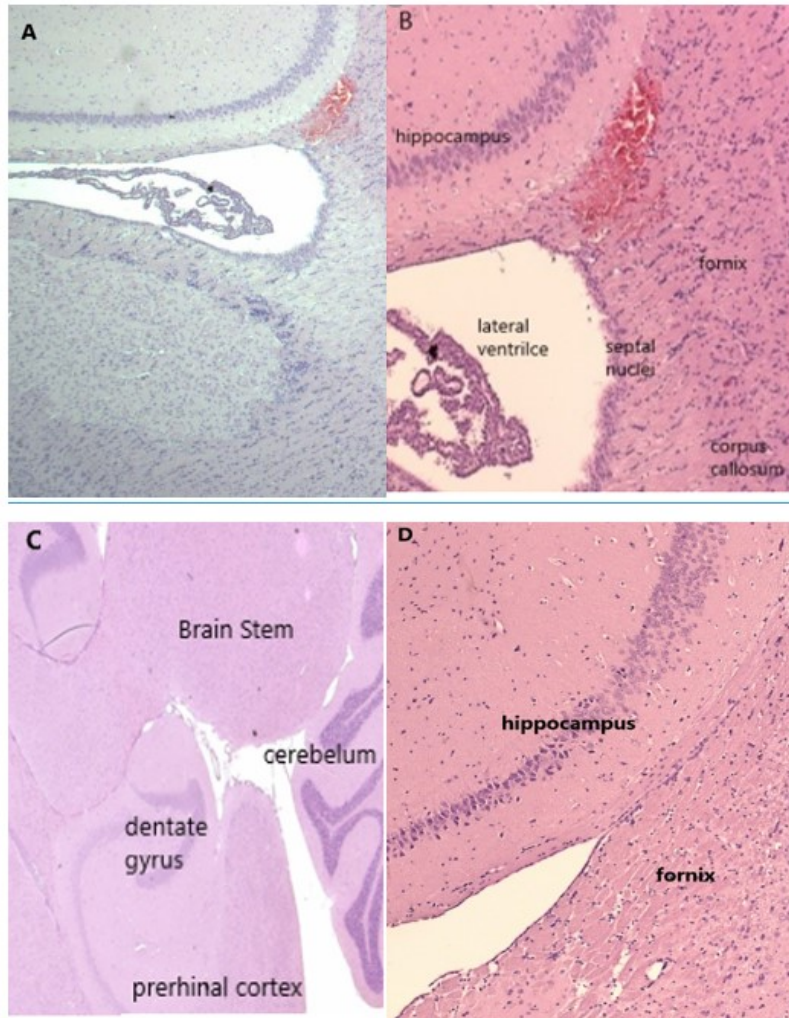 A
B
hippocampus
fornix
lateral
ventrilce
septal
nuclei
corpus
callosum
C
Brain Stem
cerebelum
dentate
gyrus
prerhinal cortex
D
hippocampus
fornix